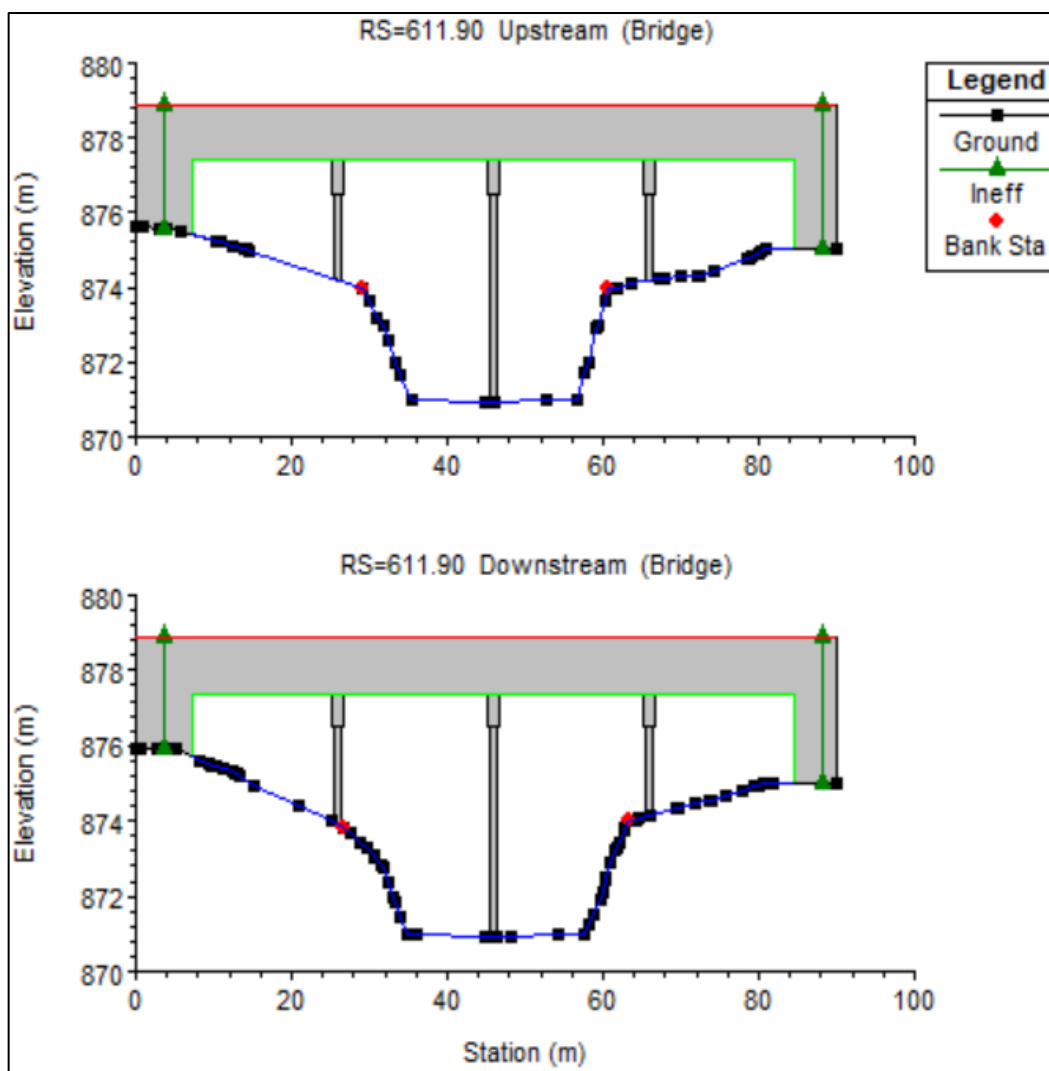 RS=611.90 Upstream (Bridge)
Legend
Ground
Ineff
Bank Sta
Elevation (m)
880
878
876
874
872
870
0 20 40 60 80 100
RS=611.90 Downstream (Bridge)
Elevation (m)
880
878
876
874
872
870
0 20 40 60 80 100
Station (m)